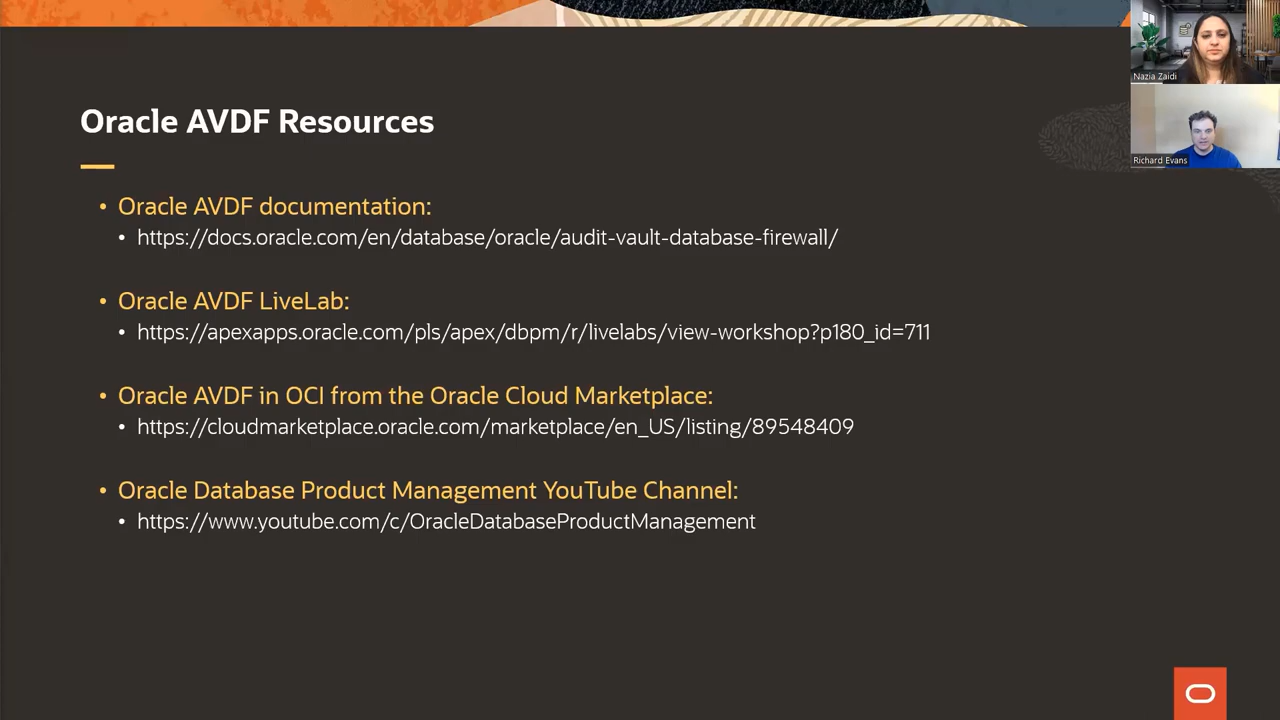 Nazia Zaidi
Richard Evans
Oracle AVDF Resources
• Oracle AVDF documentation:
• https://docs.oracle.com/en/database/oracle/audit-vault-database-firewall/
• Oracle AVDF LiveLab:
• https://apexapps.oracle.com/pls/apex/dbpm/r/livelabs/view-workshop?p180_id=711
• Oracle AVDF in OCI from the Oracle Cloud Marketplace:
• https://cloudmarketplace.oracle.com/marketplace/en_US/listing/89548409
• Oracle Database Product Management YouTube Channel:
• https://www.youtube.com/c/OracleDatabaseProductManagement